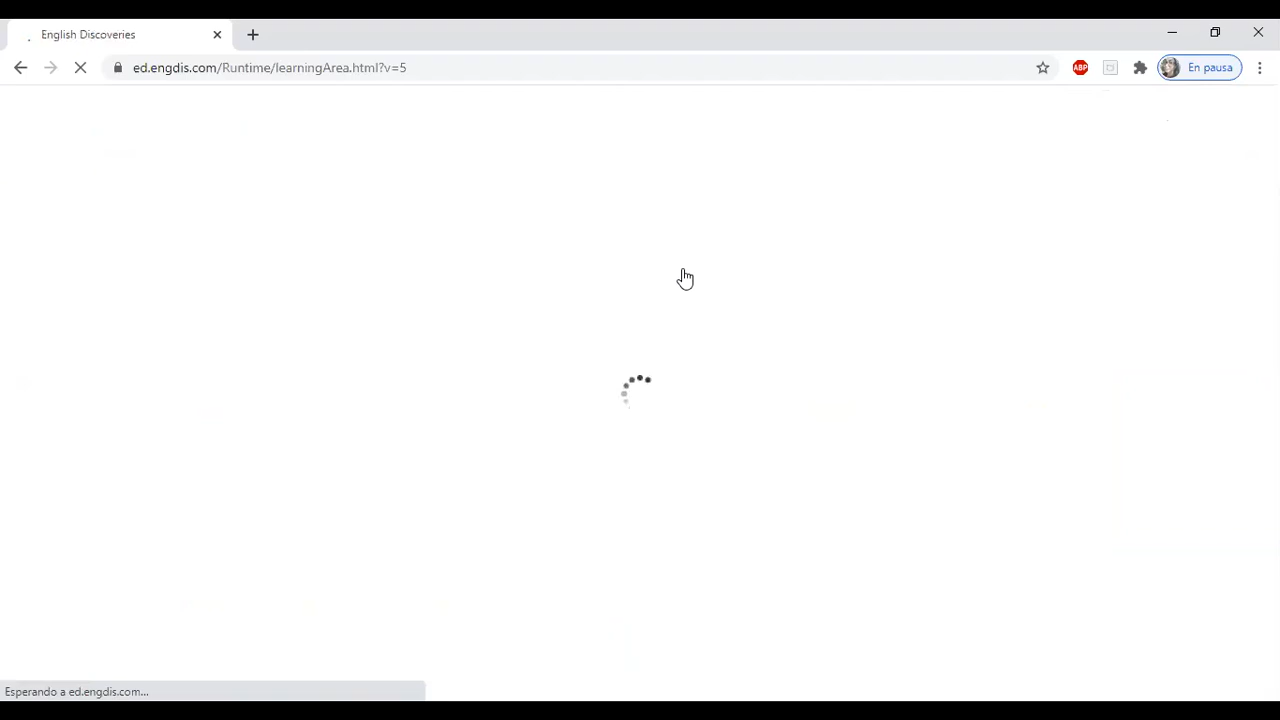 English Discoveries
ed.engdis.com/Runtime/learningArea.html?v=5
ABP
En pausa
Esperando a ed.engdis.com...